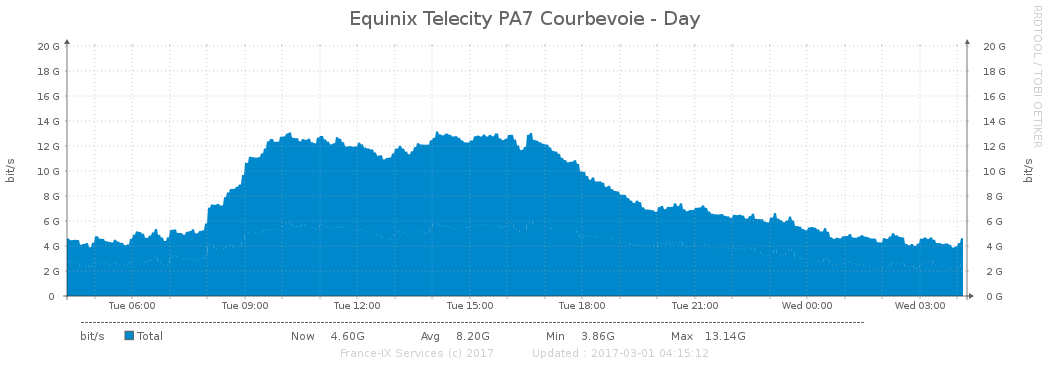 Equinix Telecity PA7 Courbevoie - Day
RRDTOOL / TOBI OETIKER
20 G 20 G
18 G 18 G
16 G 16 G
14 G 14 G
12 G 12 G
10 G 10 G
8 G 8 G
6 G 6 G
4 G 4 G
2 G 2 G
0 0 G
bit/s bit/s
Tue 06:00 Tue 09:00 Tue 12:00 Tue 15:00 Tue 18:00 Tue 21:00 Wed 00:00 Wed 03:00
bit/s Total Now 4.60G Avg 8.20G Min 3.86G Max 13.14G
France-IX Services (c) 2017 Updated : 2017-03-01 04:15:12